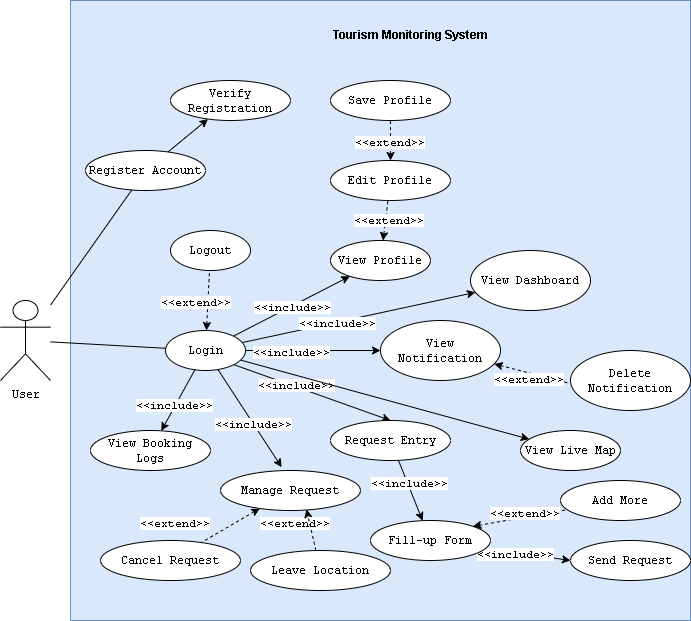 Tourism Monitoring System
Verify
Registration
Save Profile
<<extend>>
Register Account
Edit Profile
<<extend>>
Logout
View Profile
View Dashboard
<<extend>>
<<include>>
<<include>>
User
Login
<<include>>
View
Notification
<<extend>>
Delete
Notification
<<include>>
<<include>>
<<include>>
View Booking
Logs
Request Entry
View Live Map
Manage Request
<<include>>
Add More
<<extend>>
<<extend>>
<<extend>>
Fill-up Form
<<include>>
Cancel Request
Leave Location
Send Request